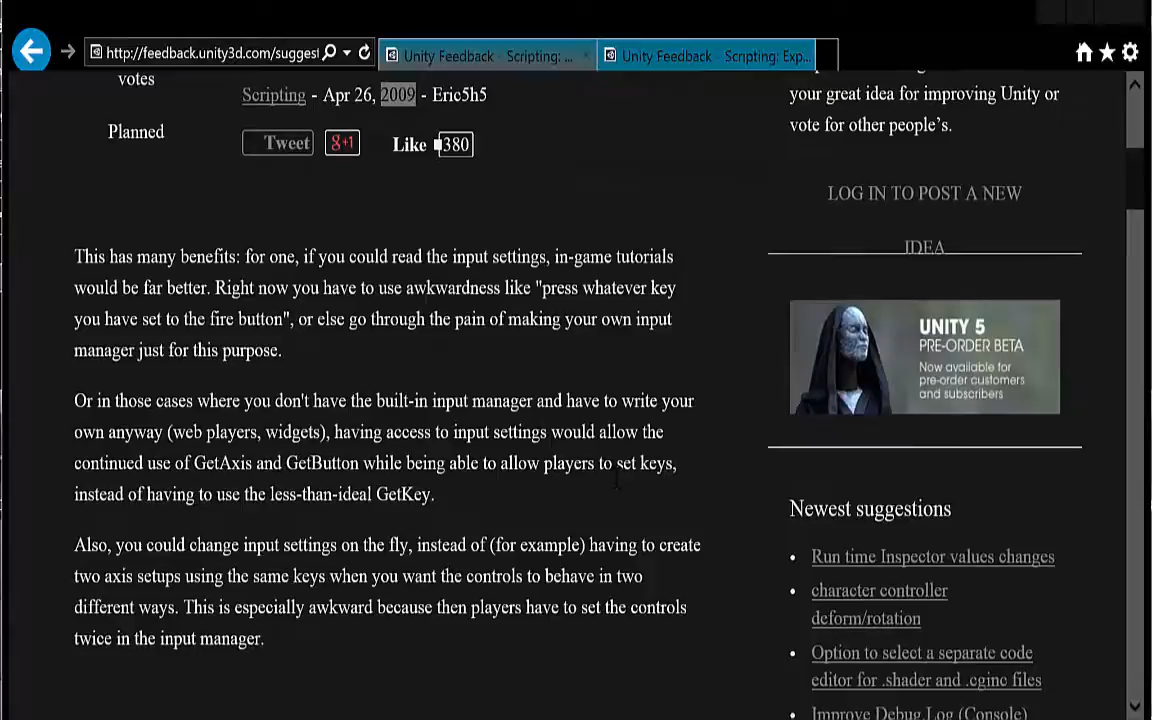 http://feedback.unity3d.com/suggest
Unity Feedback - Scripting: ...
Unity Feedback - Scripting: Exp...
votes
Scripting - Apr 26, 2009 - Eric5h5
Planned
Tweet
g+1
Like 380
your great idea for improving Unity or
vote for other people's.
LOG IN TO POST A NEW
IDEA
This has many benefits: for one, if you could read the input settings, in-game tutorials
would be far better. Right now you have to use awkwardness like "press whatever key
you have set to the fire button", or else go through the pain of making your own input
manager just for this purpose.
Or in those cases where you don't have the built-in input manager and have to write your
own anyway (web players, widgets), having access to input settings would allow the
continued use of GetAxis and GetButton while being able to allow players to set keys,
instead of having to use the less-than-ideal GetKey.
Also, you could change input settings on the fly, instead of (for example) having to create
two axis setups using the same keys when you want the controls to behave in two
different ways. This is especially awkward because then players have to set the controls
twice in the input manager.
UNITY 5
PRE-ORDER BETA
Now available for
pre-order customers
and subscribers
Newest suggestions
• Run time Inspector values changes
• character controller
deform/rotation
• Option to select a separate code
editor for .shader and .cginc files
• Improve Debug.Log (Console)